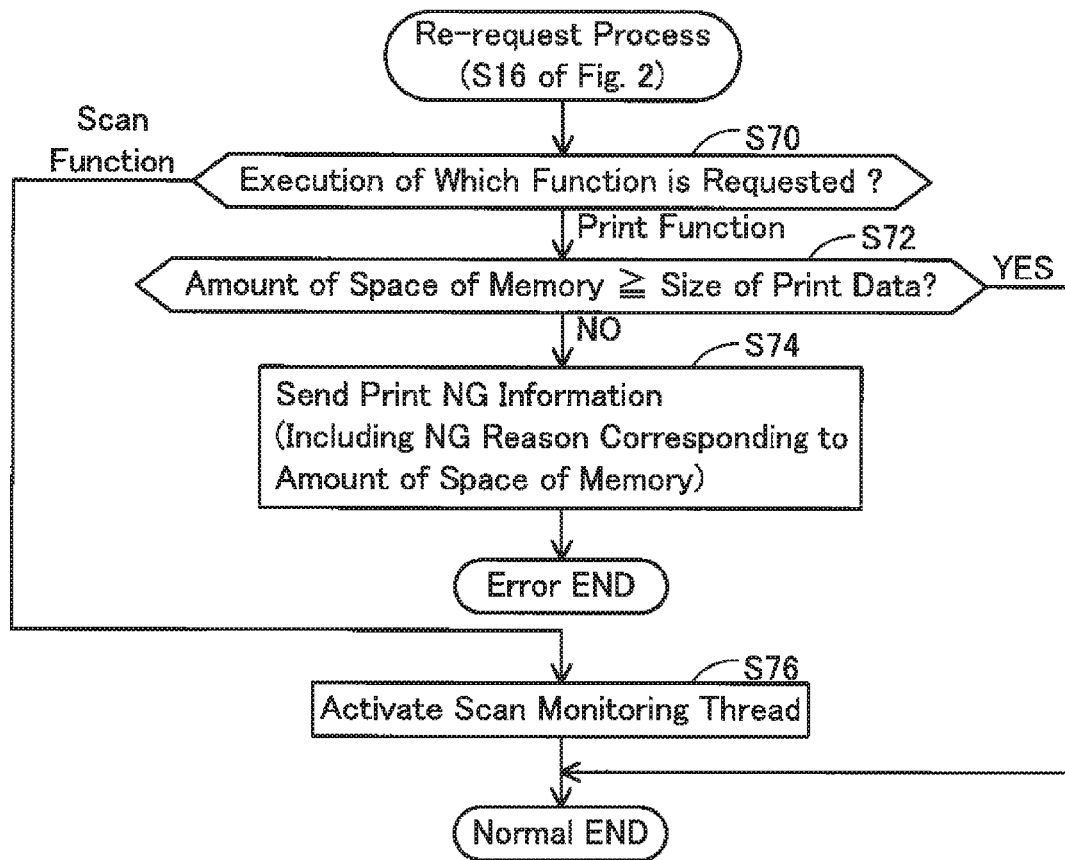 Re-request Process
(S16 of Fig. 2)
Scan
Function
S70
Execution of Which Function is Requested ?
Print Function
S72
Amount of Space of Memory ≧ Size of Print Data?
YES
NO
S74
Send Print NG Information
(Including NG Reason Corresponding to
Amount of Space of Memory)
Error END
S76
Activate Scan Monitoring Thread
Normal END